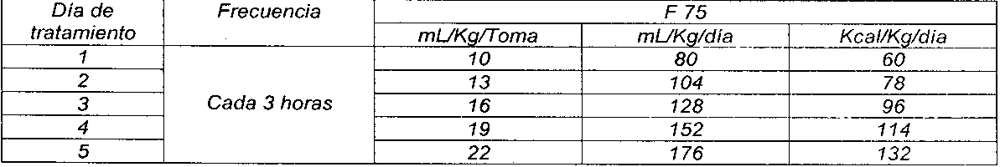 Día de tratamiento Frecuencia F 75
mL/Kg/Toma mL/Kg/día Kcal/Kg/día
1 Cada 3 horas 10 80 60
2 13 104 78
3 16 128 96
4 19 152 114
5 22 176 132